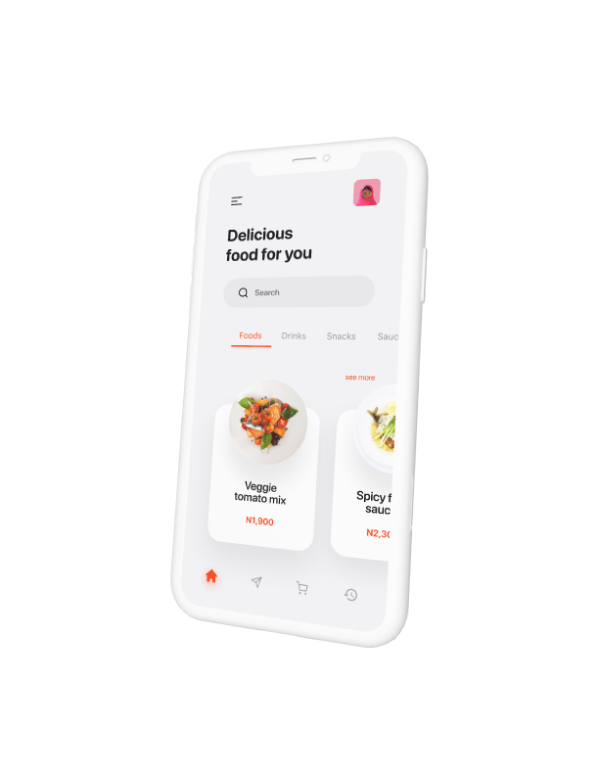 Delicious
food for you
Search
Foods Drinks Snacks Sauc
see more
Veggie
tomato mix
N1,900
Spicy f
sauc
N2,30